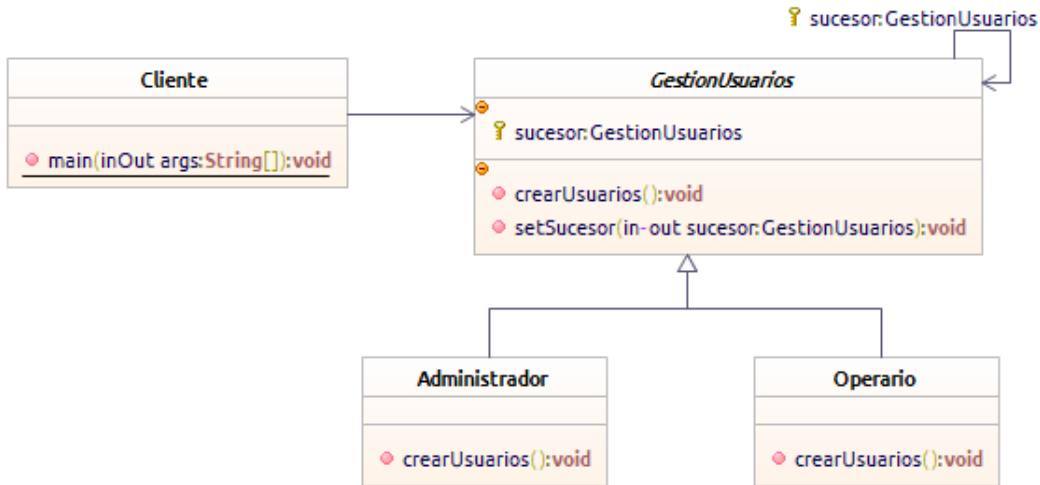 sucesor:GestionUsuarios
Cliente
main(inOut args:String[]):void
GestionUsuarios
sucesor:GestionUsuarios
crearUsuarios():void
setSucesor(in-out sucesor:GestionUsuarios):void
Administrador
crearUsuarios():void
Operario
crearUsuarios():void